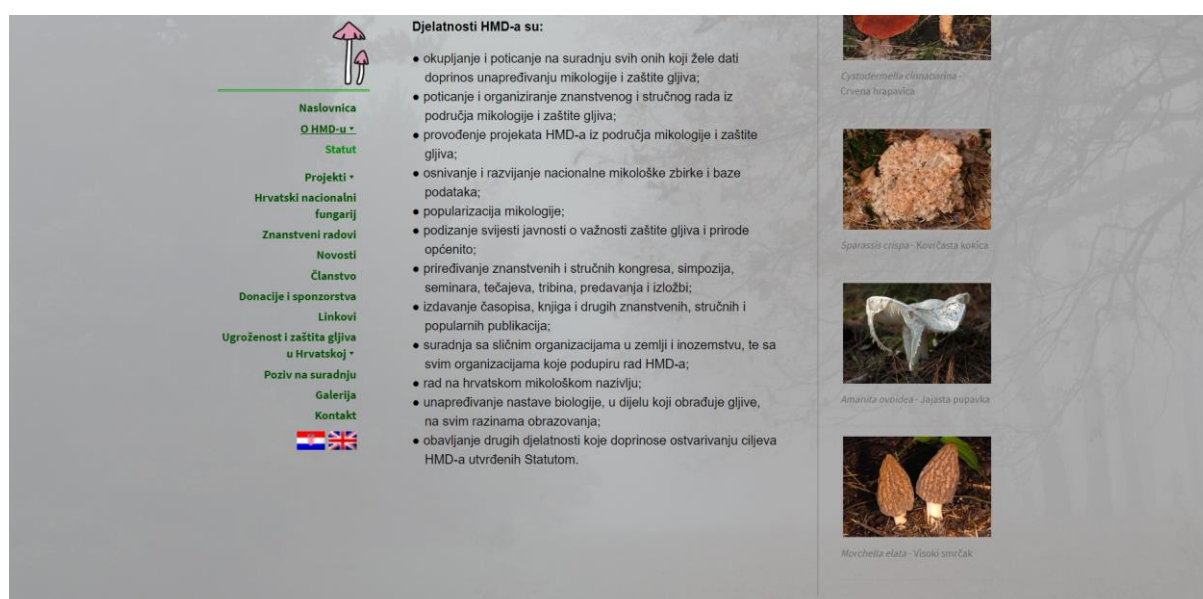 Naslovnica
O HMD-u
Statut
Projekti
Hrvatski nacionalni
fungarij
Znanstveni radovi
Novosti
Članstvo
Donacije i sponzorstva
Linkovi
Ugroženost i zaštita gljiva
u Hrvatskoj
Poziv na suradnju
Galerija
Kontakt
Djelatnosti HMD-a su:
● okupljanje i poticanje na suradnju svih onih koji žele dati
doprinos unapređivanju mikologije i zaštite gljiva;
● poticanje i organiziranje znanstvenog i stručnog rada iz
područja mikologije i zaštite gljiva;
● provođenje projekata HMD-a iz područja mikologije i zaštite
gljiva;
● osnivanje i razvijanje nacionalne mikološke zbirke i baze
podataka;
● popularizacija mikologije;
● podizanje svijesti javnosti o važnosti zaštite gljiva i prirode
općenito;
● priređivanje znanstvenih i stručnih kongresa, simpozija,
seminara, tečajeva, tribina, predavanja i izložbi;
● izdavanje časopisa, knjiga i drugih znanstvenih, stručnih i
popularnih publikacija;
● suradnja sa sličnim organizacijama u zemlji i inozemstvu, te sa
svim organizacijama koje podupiru rad HMD-a;
● rad na hrvatskom mikološkom nazivlju;
● unapređivanje nastave biologije, u dijelu koji obrađuje gljive,
na svim razinama obrazovanja;
● obavljanje drugih djelatnosti koje doprinose ostvarivanju ciljeva
HMD-a utvrđenih Statutom.
Cystodermella cinnabarina -
Crvena hrapavica
Sparassis crispa - Kovrčasta kokica
Amanita ovoidea - Jajasta pupavka
Morchella elata - Visoki smrčak